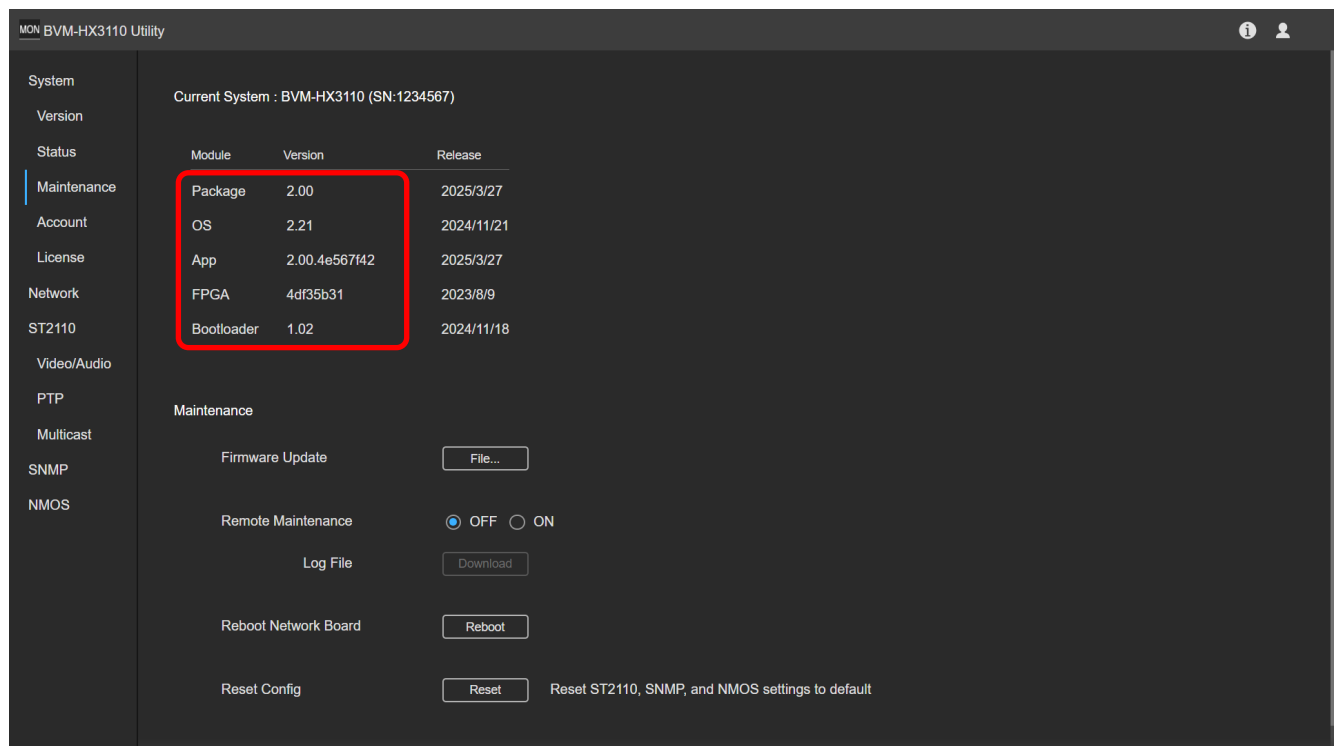 MON BVM-HX3110 Utility
System
Version
Status
Maintenance
Account
License
Network
ST2110
Video/Audio
PTP
Multicast
SNMP
NMOS
Current System : BVM-HX3110 (SN:1234567)
Module Version Release
Package 2.00 2025/3/27
OS 2.21 2024/11/21
App 2.00.4e567f42 2025/3/27
FPGA 4df35b31 2023/8/9
Bootloader 1.02 2024/11/18
Maintenance
Firmware Update File...
Remote Maintenance OFF ON
Log File Download
Reboot Network Board Reboot
Reset Config Reset Reset ST2110, SNMP, and NMOS settings to default